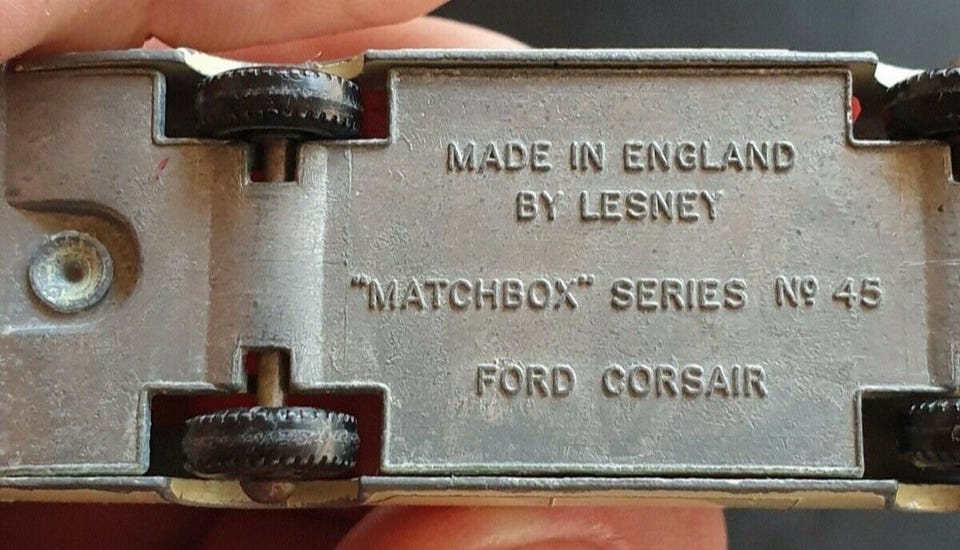 MADE IN ENGLAND
BY LESNEY
"MATCHBOX" SERIES Nº 45
FORD CORSAIR